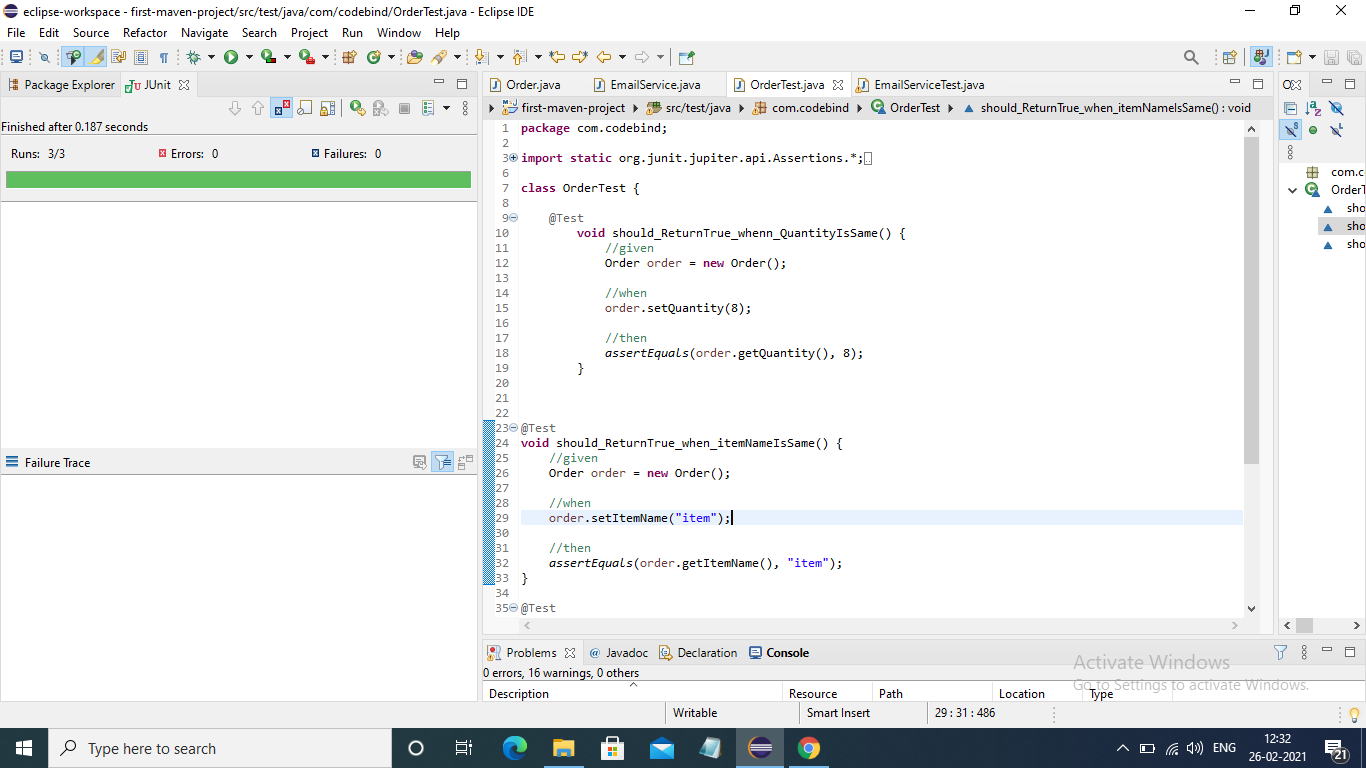 eclipse-workspace - first-maven-project/src/test/java/com/codebind/OrderTest.java - Eclipse IDE
File Edit Source Refactor Navigate Search Project Run Window Help
Package Explorer JUnit
Finished after 0.187 seconds
Runs: 3/3 Errors: 0 Failures: 0
Failure Trace
Order.java EmailService.java OrderTest.java EmailServiceTest.java
first-maven-project src/test/java com.codebind OrderTest should_ReturnTrue_when_itemNameIsSame() : void
1 package com.codebind;
2
3 import static org.junit.jupiter.api.Assertions.*;
6
7 class OrderTest {
8
9 @Test
10 void should_ReturnTrue_whenn_QuantityIsSame() {
11 //given
12 Order order = new Order();
13
14 //when
15 order.setQuantity(8);
16
17 //then
18 assertEquals(order.getQuantity(), 8);
19 }
20
21
22
23 @Test
24 void should_ReturnTrue_when_itemNameIsSame() {
25 //given
26 Order order = new Order();
27
28 //when
29 order.setItemName("item");
30
31 //then
32 assertEquals(order.getItemName(), "item");
33 }
34
35 @Test
com.c
OrderT
sho
sho
sho
Problems @ Javadoc Declaration Console
0 errors, 16 warnings, 0 others
Description Resource Path Location Type
Activate Windows
Go to Settings to activate Windows.
Writable Smart Insert 29 : 31 : 486
Type here to search
ENG
12:32
26-02-2021
21